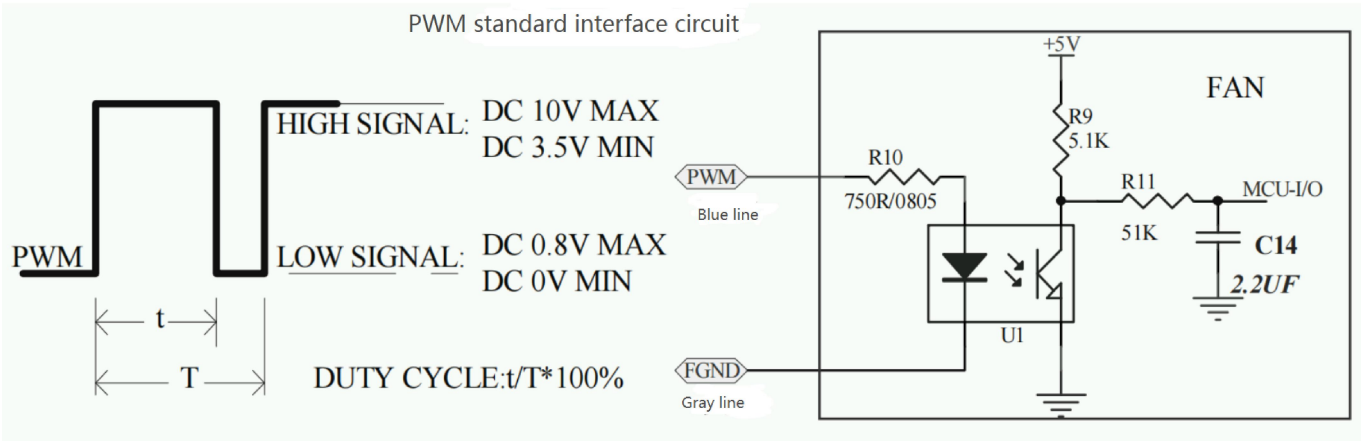 PWM standard interface circuit
HIGH SIGNAL:
DC 10V MAX
DC 3.5V MIN
PWM
LOW SIGNAL:
DC 0.8V MAX
DC 0V MIN
t
T
DUTY CYCLE:t/T*100%
PWM
Blue line
FGND
Gray line
+5V
FAN
R9
5.1K
R10
750R/0805
R11
51K
MCU-I/O
C14
2.2UF
U1